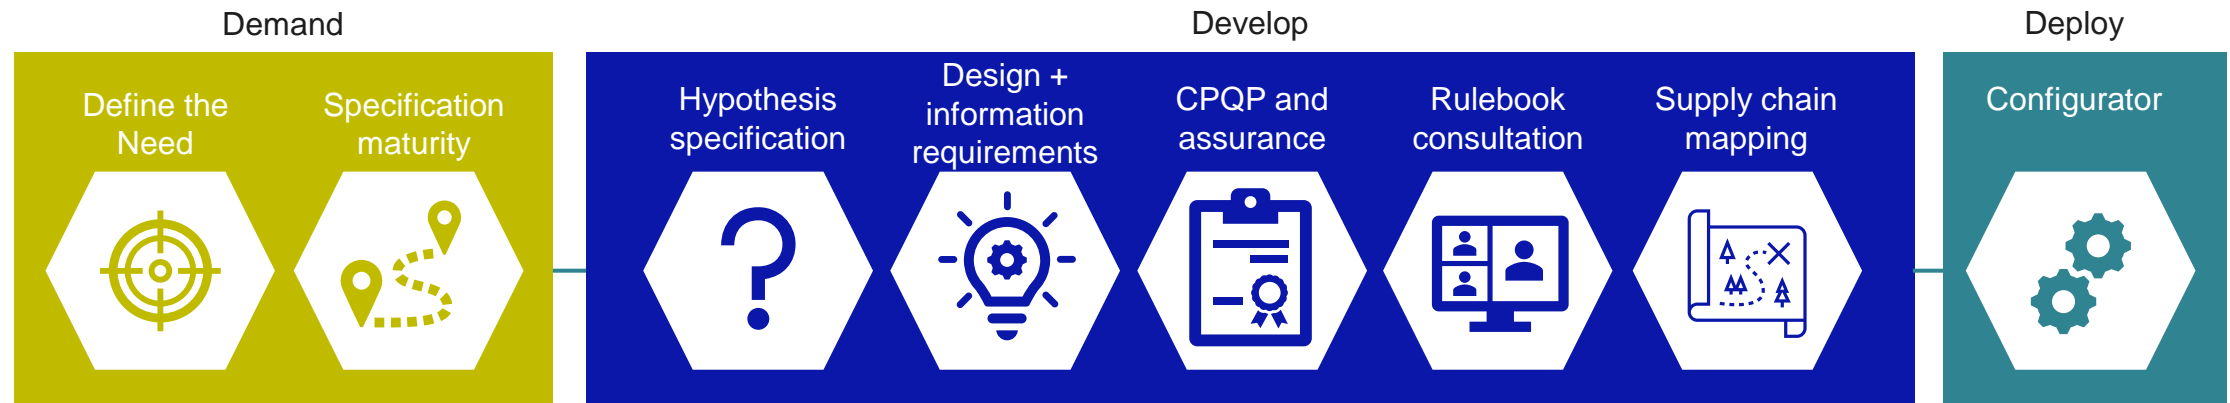 Demand
Define the
Need
Specification
maturity
Develop
Hypothesis
specification
Design +
information
requirements
CPQP and
assurance
Rulebook
consultation
Supply chain
mapping
Deploy
Configurator